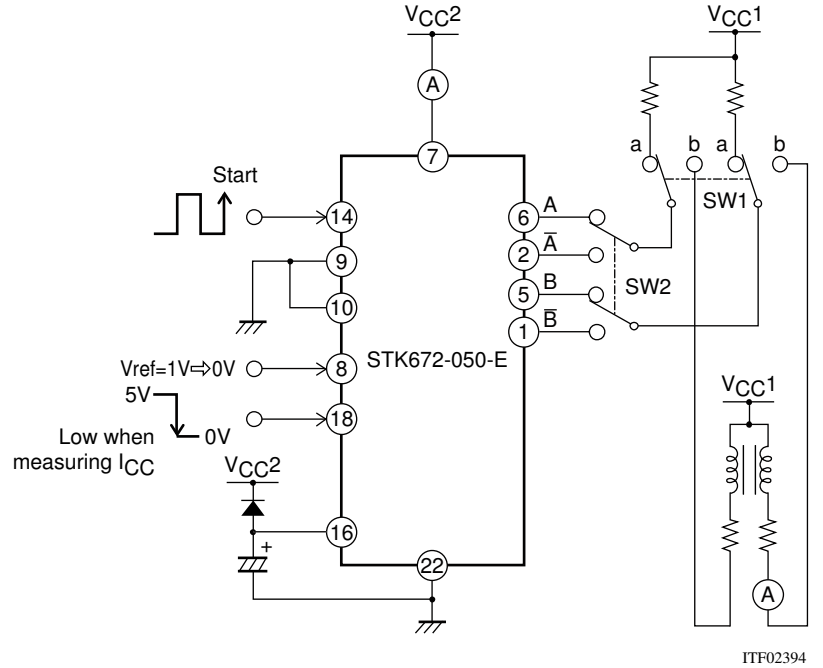 VCC2
VCC1
A
7
a
b
a
b
SW1
Start
14
6
A
9
2
A̅
SW2
10
5
B
1
B̅
STK672-050-E
Vref=1V⇨0V
8
5V
0V
18
Low when
measuring ICC
VCC1
VCC2
16
+
22
A
ITF02394